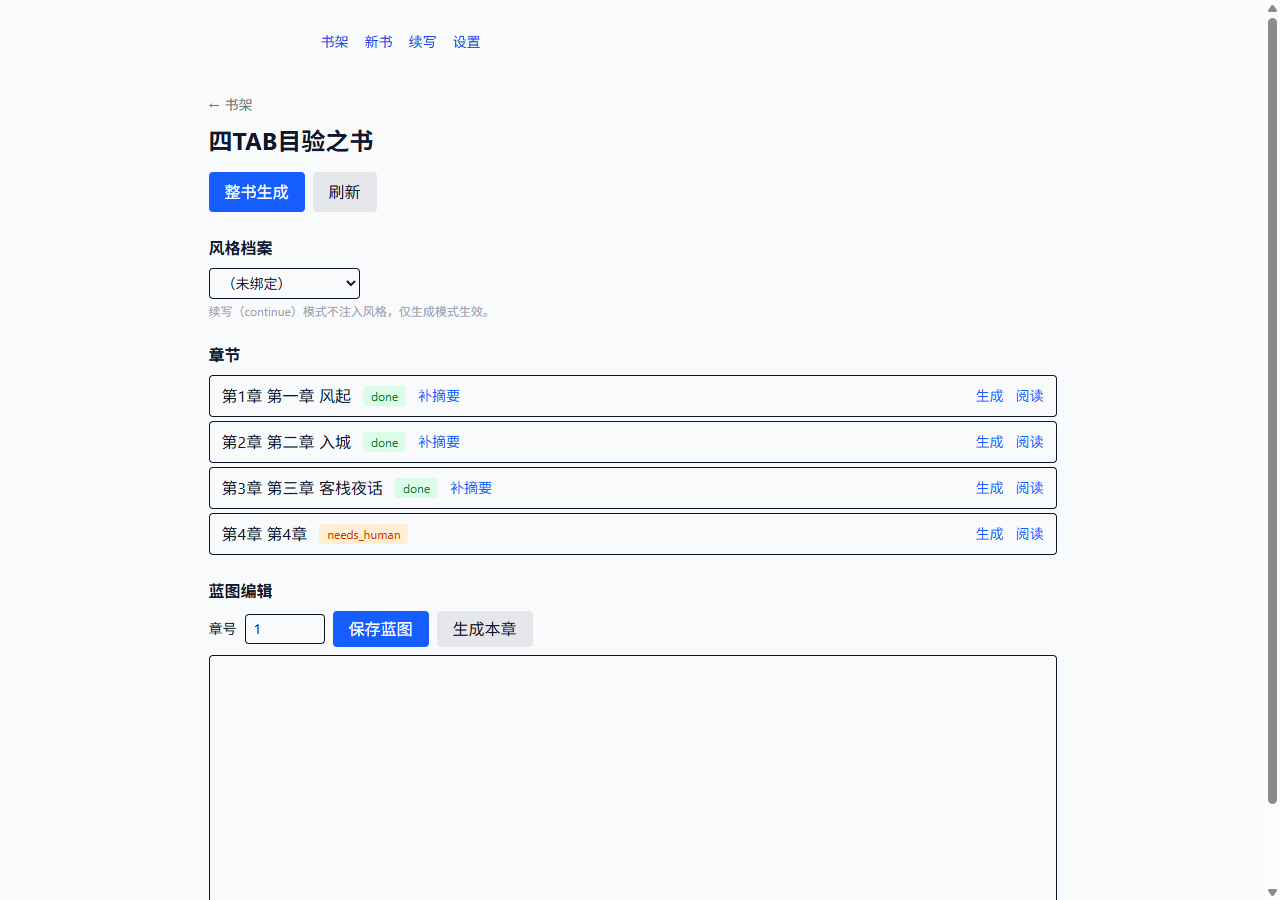 书架 新书 续写 设置
← 书架
四TAB目验之书
整书生成 刷新
风格档案
（未绑定）
续写（continue）模式不注入风格，仅生成模式生效。
章节
第1章 第一章 风起 done 补摘要 生成 阅读
第2章 第二章 入城 done 补摘要 生成 阅读
第3章 第三章 客栈夜话 done 补摘要 生成 阅读
第4章 第4章 needs_human 生成 阅读
蓝图编辑
章号 1 保存蓝图 生成本章